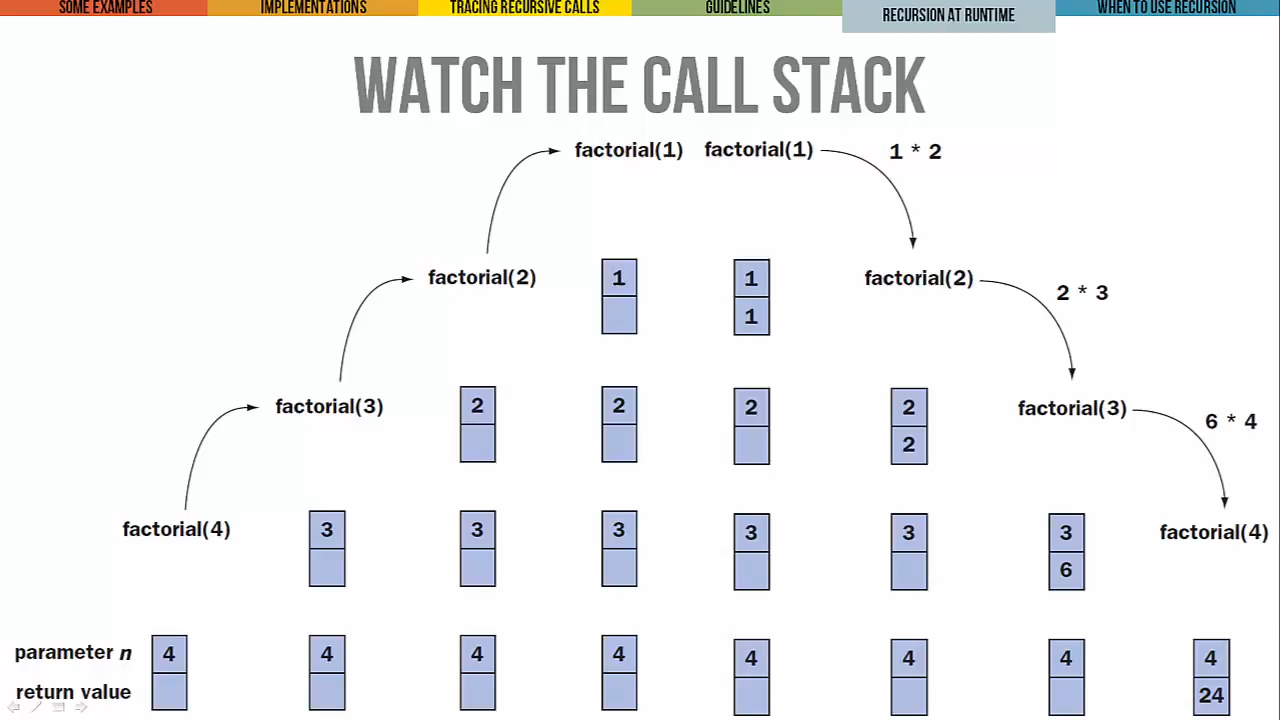 SOME EXAMPLES IMPLEMENTATIONS TRACING RECURSIVE CALLS GUIDELINES RECURSION AT RUNTIME WHEN TO USE RECURSION
WATCH THE CALL STACK
factorial(1) factorial(1) 1 * 2
factorial(2) 1 1 factorial(2) 2 * 3
1
factorial(3) 2 2 2 2 factorial(3) 6 * 4
2
factorial(4) 3 3 3 3 3 3 factorial(4)
6
parameter n 4 4 4 4 4 4 4 4
return value 24